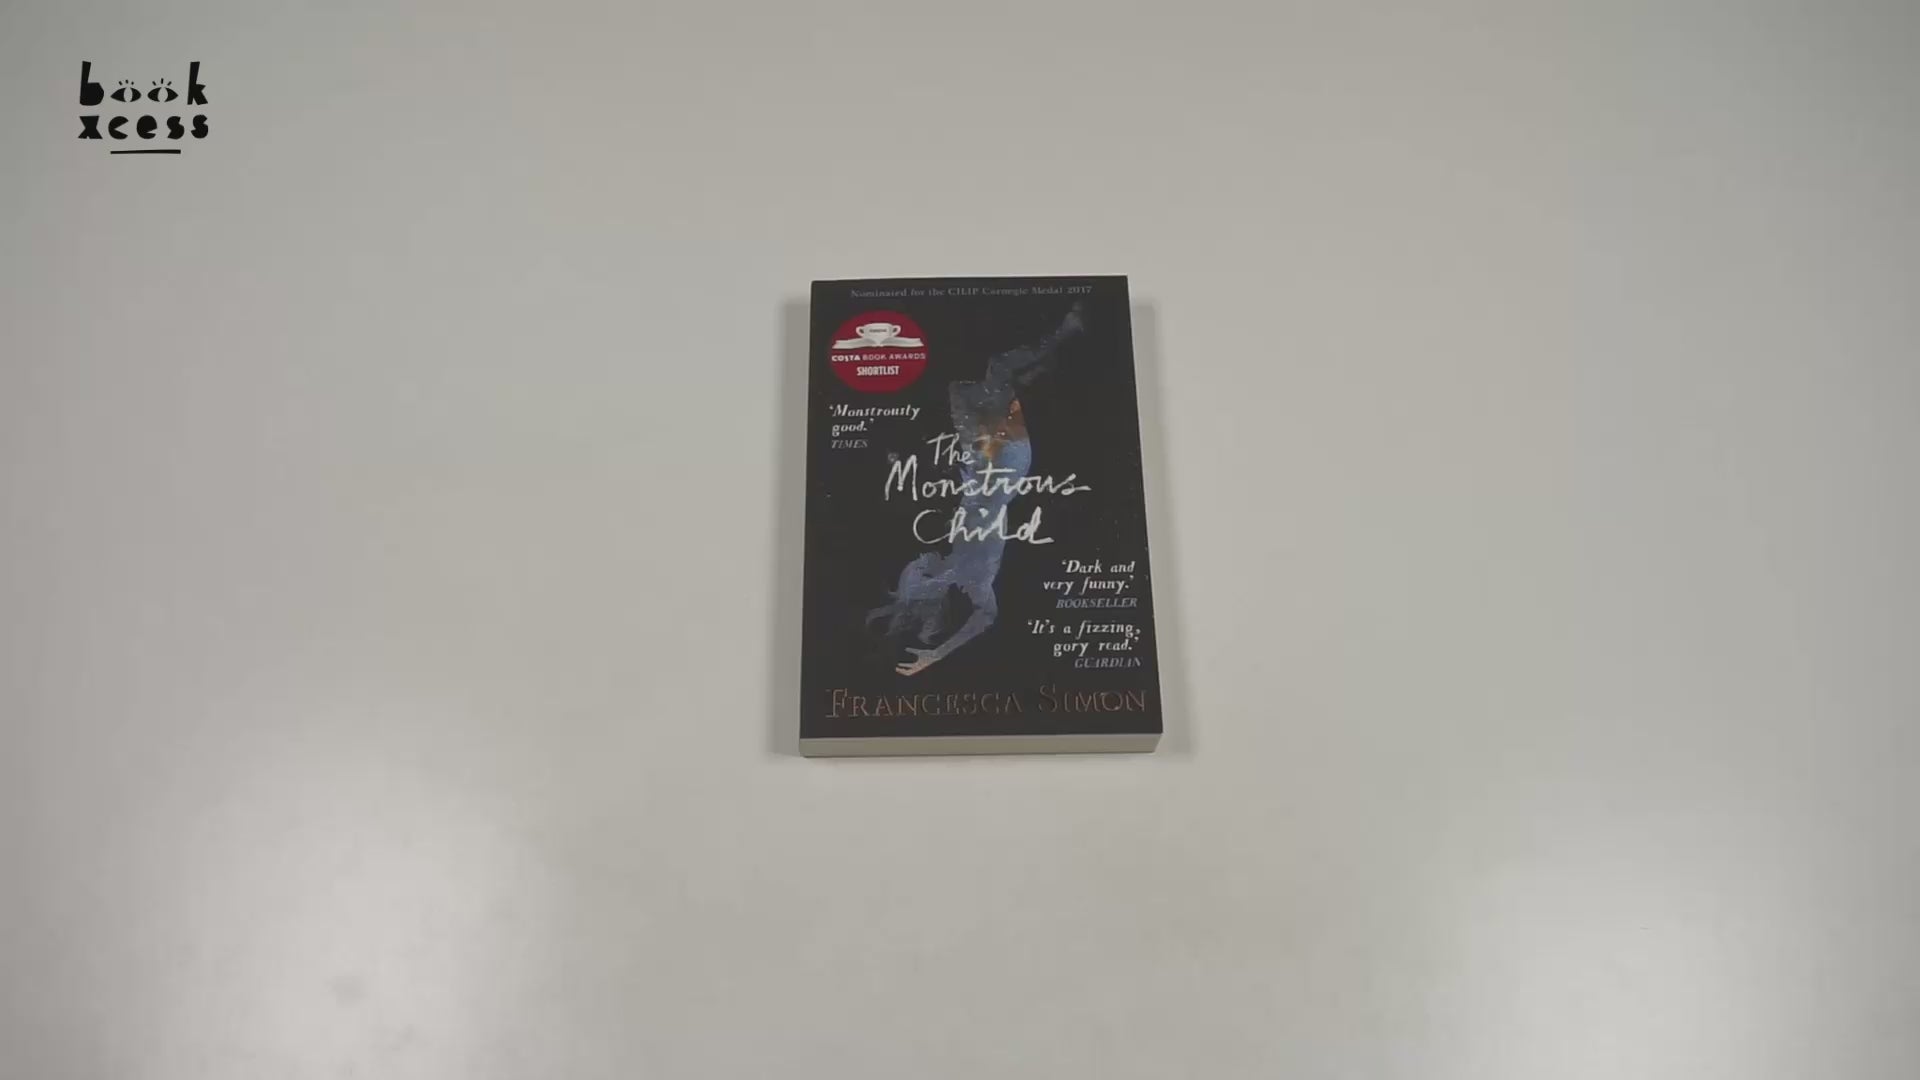 book
xcess
Nominated for the CILIP Carnegie Medal 2017
COSTA BOOK AWARDS
SHORTLIST
'Monstrously
good.'
TIMES
The
Monstrous
Child
'Dark and
very funny.'
BOOKSELLER
'It's a fizzing,
gory read.'
GUARDIAN
FRANCESCA SIMON